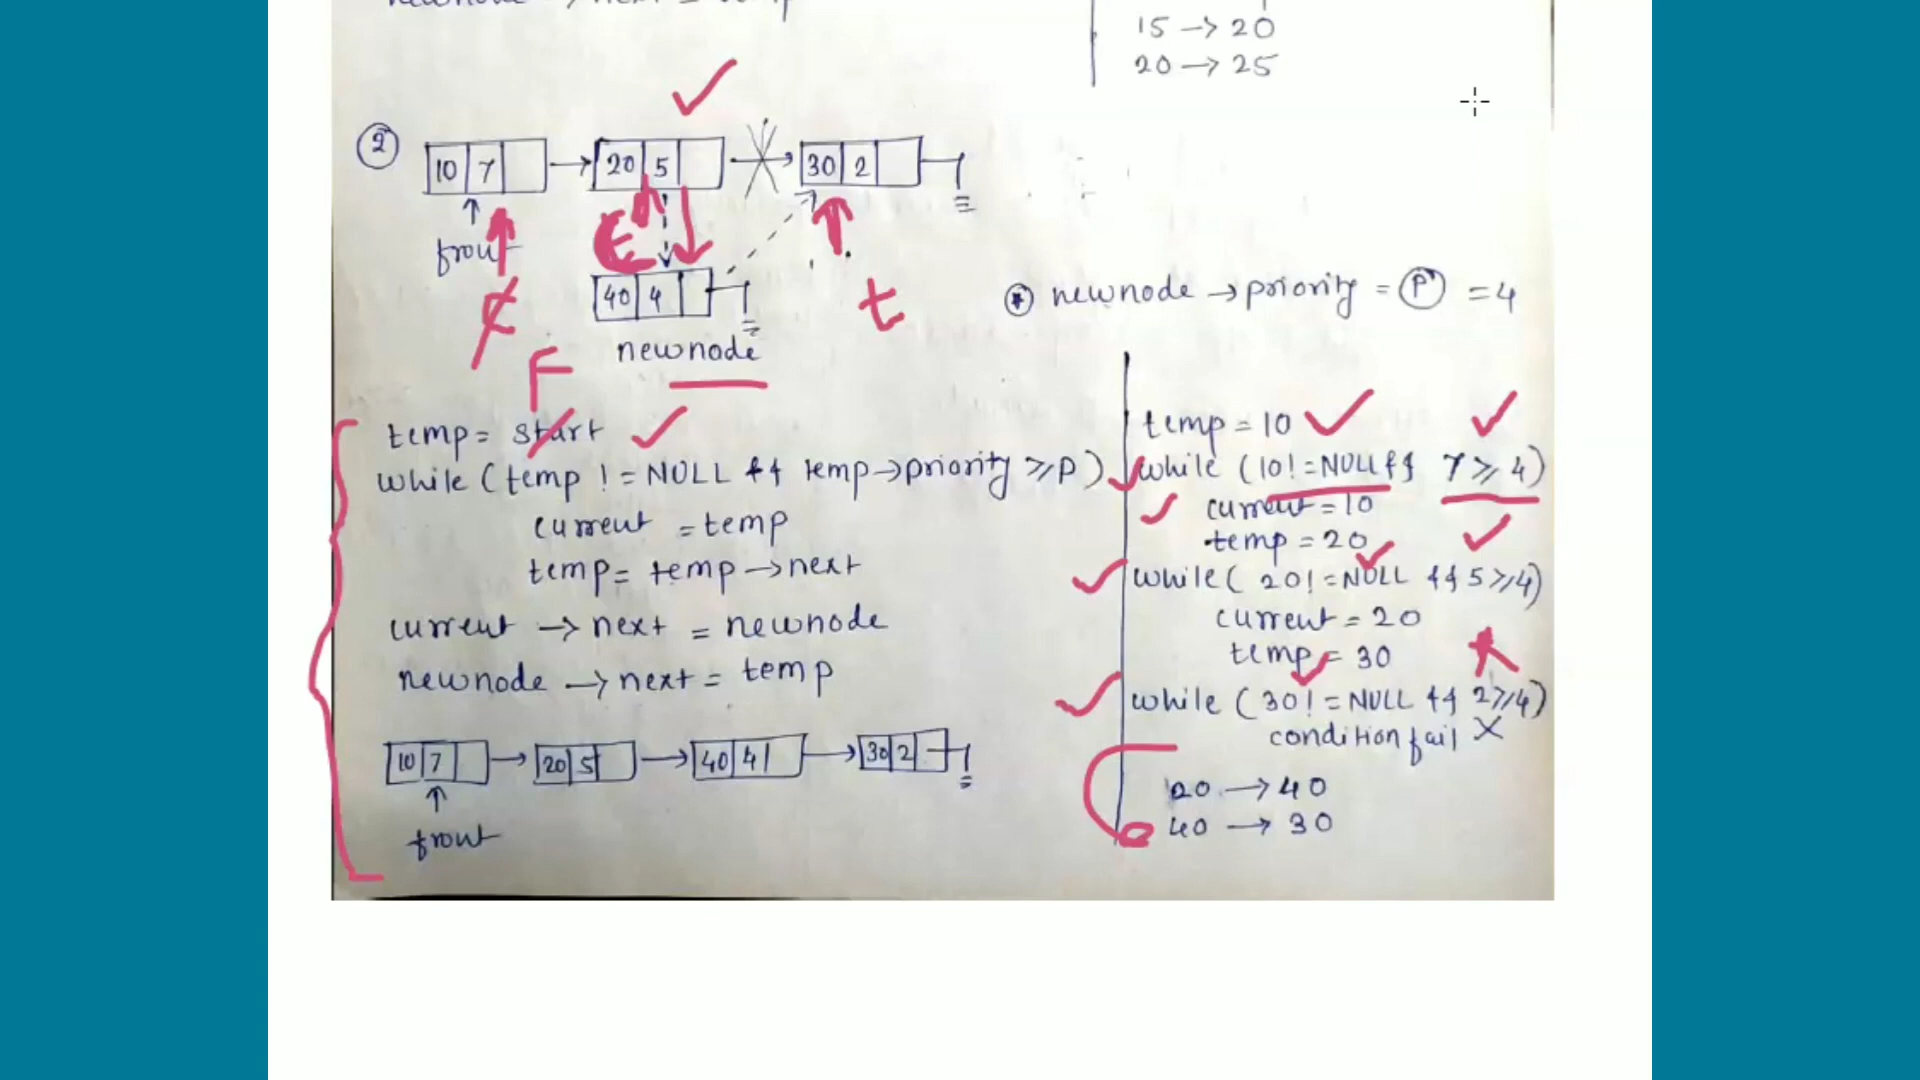 15 → 20
20 → 25
② 10 7 → 20 5 → 30 2
front
t
t
t
40 4
newnode
* newnode → priority = (P) = 4
F
temp = start
while (temp != NULL && temp → priority >= P)
current = temp
temp = temp → next
current → next = newnode
newnode → next = temp
10 7 → 20 5 → 40 4 → 30 2
front
temp = 10
while (10! = NULL && 7 >= 4)
current = 10
temp = 20
while ( 20! = NULL && 5 >= 4)
current = 20
temp = 30
while (30! = NULL && 2 >= 4)
condition fail X
20 → 40
40 → 30